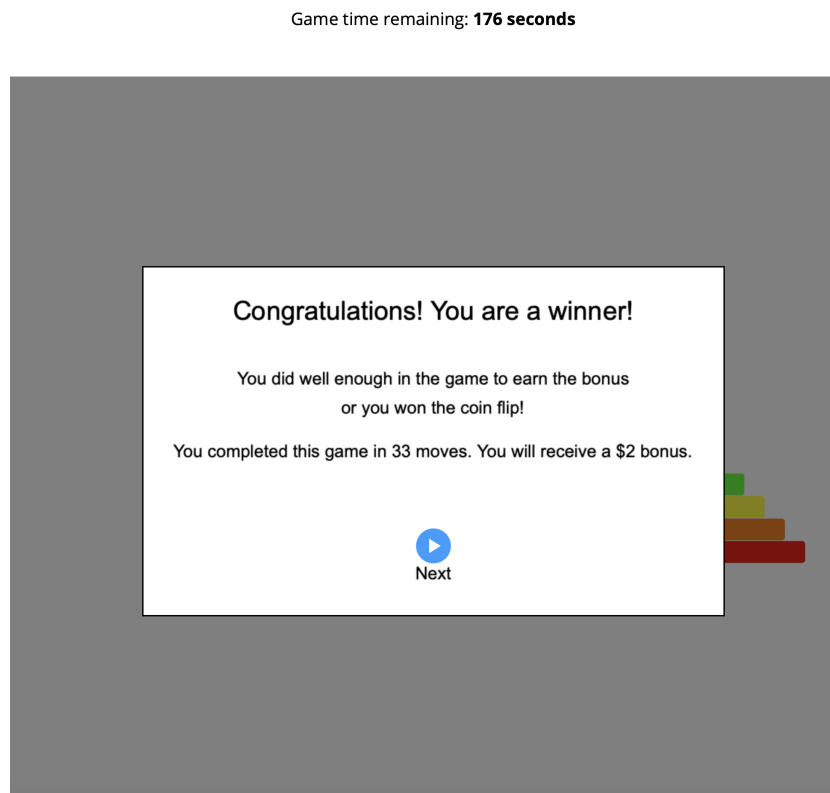 Game time remaining: 176 seconds
Congratulations! You are a winner!
You did well enough in the game to earn the bonus
or you won the coin flip!
You completed this game in 33 moves. You will receive a $2 bonus.
Next